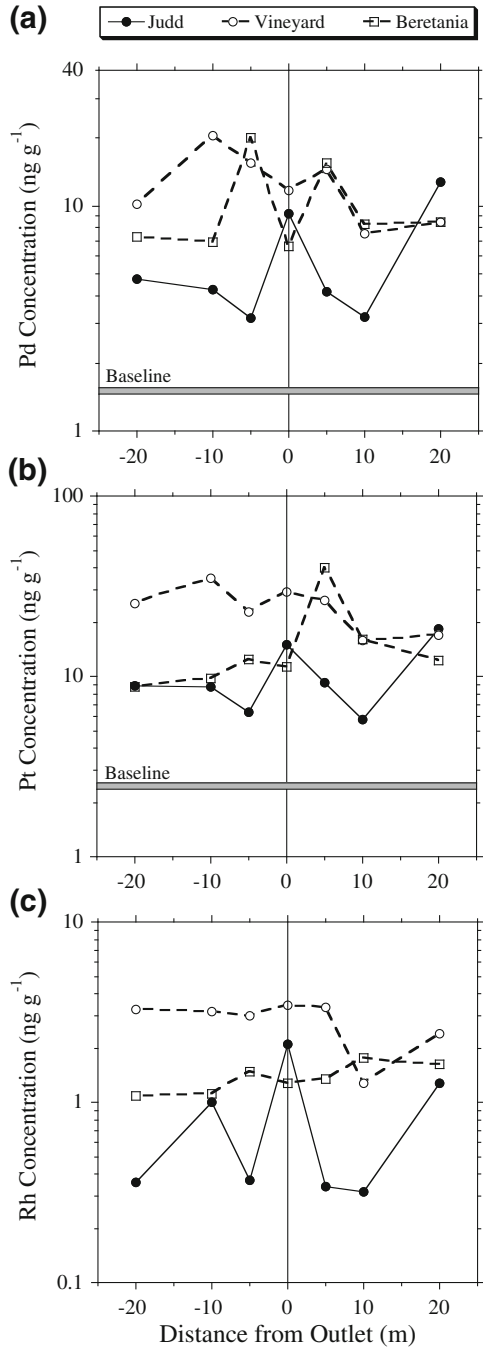 (a)
Judd Vineyard Beretania
40
10
1
Pd Concentration (ng g⁻¹)
Baseline
-20 -10 0 10 20
(b)
100
10
1
Pt Concentration (ng g⁻¹)
Baseline
-20 -10 0 10 20
(c)
10
1
0.1
Rh Concentration (ng g⁻¹)
-20 -10 0 10 20
Distance from Outlet (m)